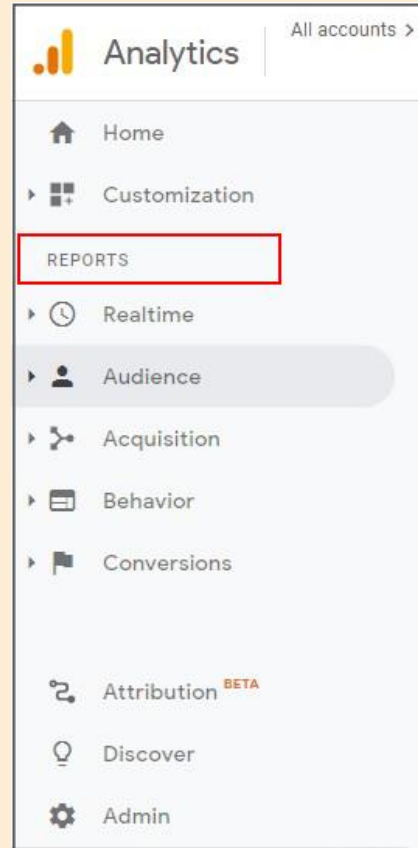 All accounts >
Analytics
Home
Customization
REPORTS
Realtime
Audience
Acquisition
Behavior
Conversions
Attribution BETA
Discover
Admin